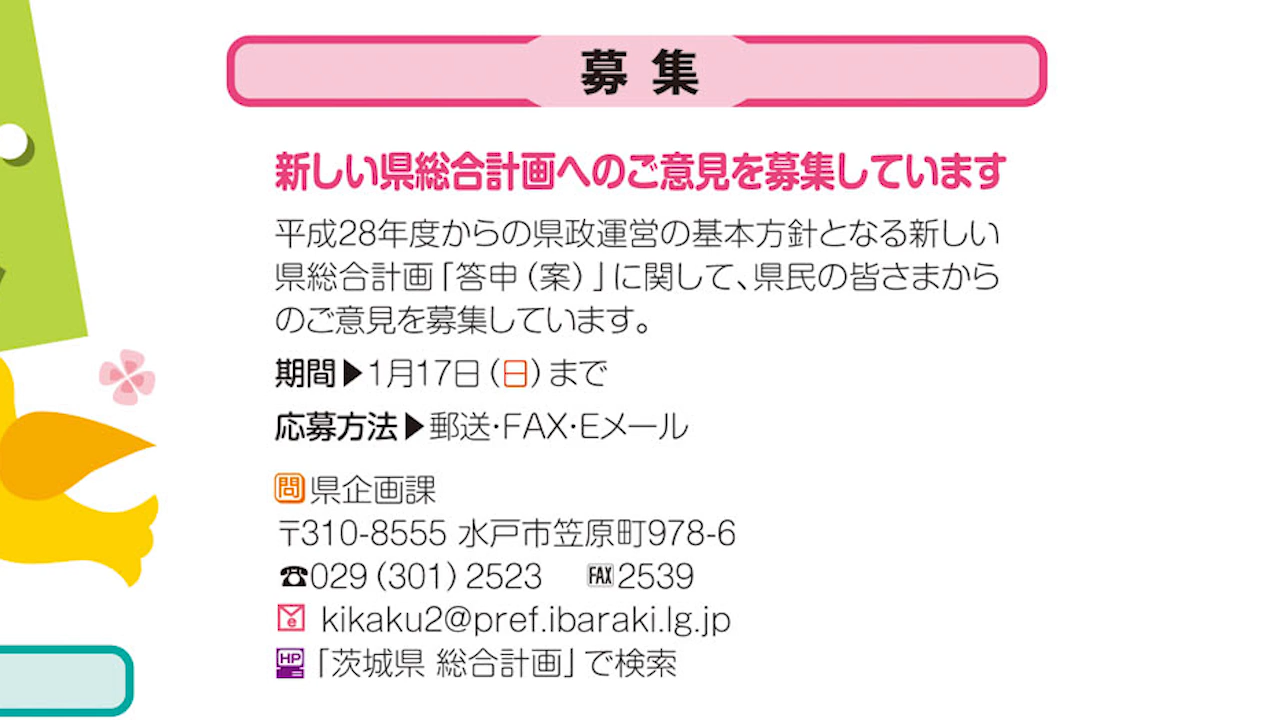 募集
新しい県総合計画へのご意見を募集しています
平成28年度からの県政運営の基本方針となる新しい
県総合計画「答申（案）」に関して、県民の皆さまから
のご意見を募集しています。
期間▶1月17日（日）まで
応募方法▶郵送・FAX・Eメール
問 県企画課
〒310-8555 水戸市笠原町978-6
☎029（301）2523 FAX 2539
e kikaku2@pref.ibaraki.lg.jp
HP 「茨城県 総合計画」で検索